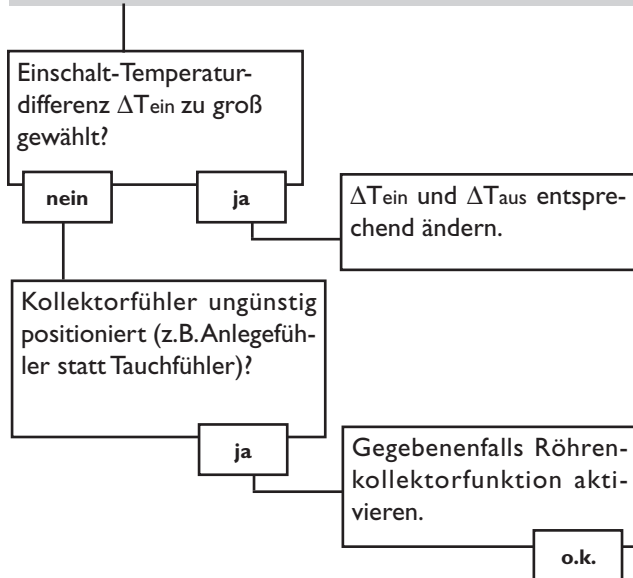 Einschalt-Temperatur-
differenz ΔTein zu groß
gewählt?
nein
ja
ΔTein und ΔTaus entspre-
chend ändern.
Kollektorfühler ungünstig
positioniert (z.B. Anlegefüh-
ler statt Tauchfühler)?
ja
Gegebenenfalls Röhren-
kollektorfunktion akti-
vieren.
o.k.